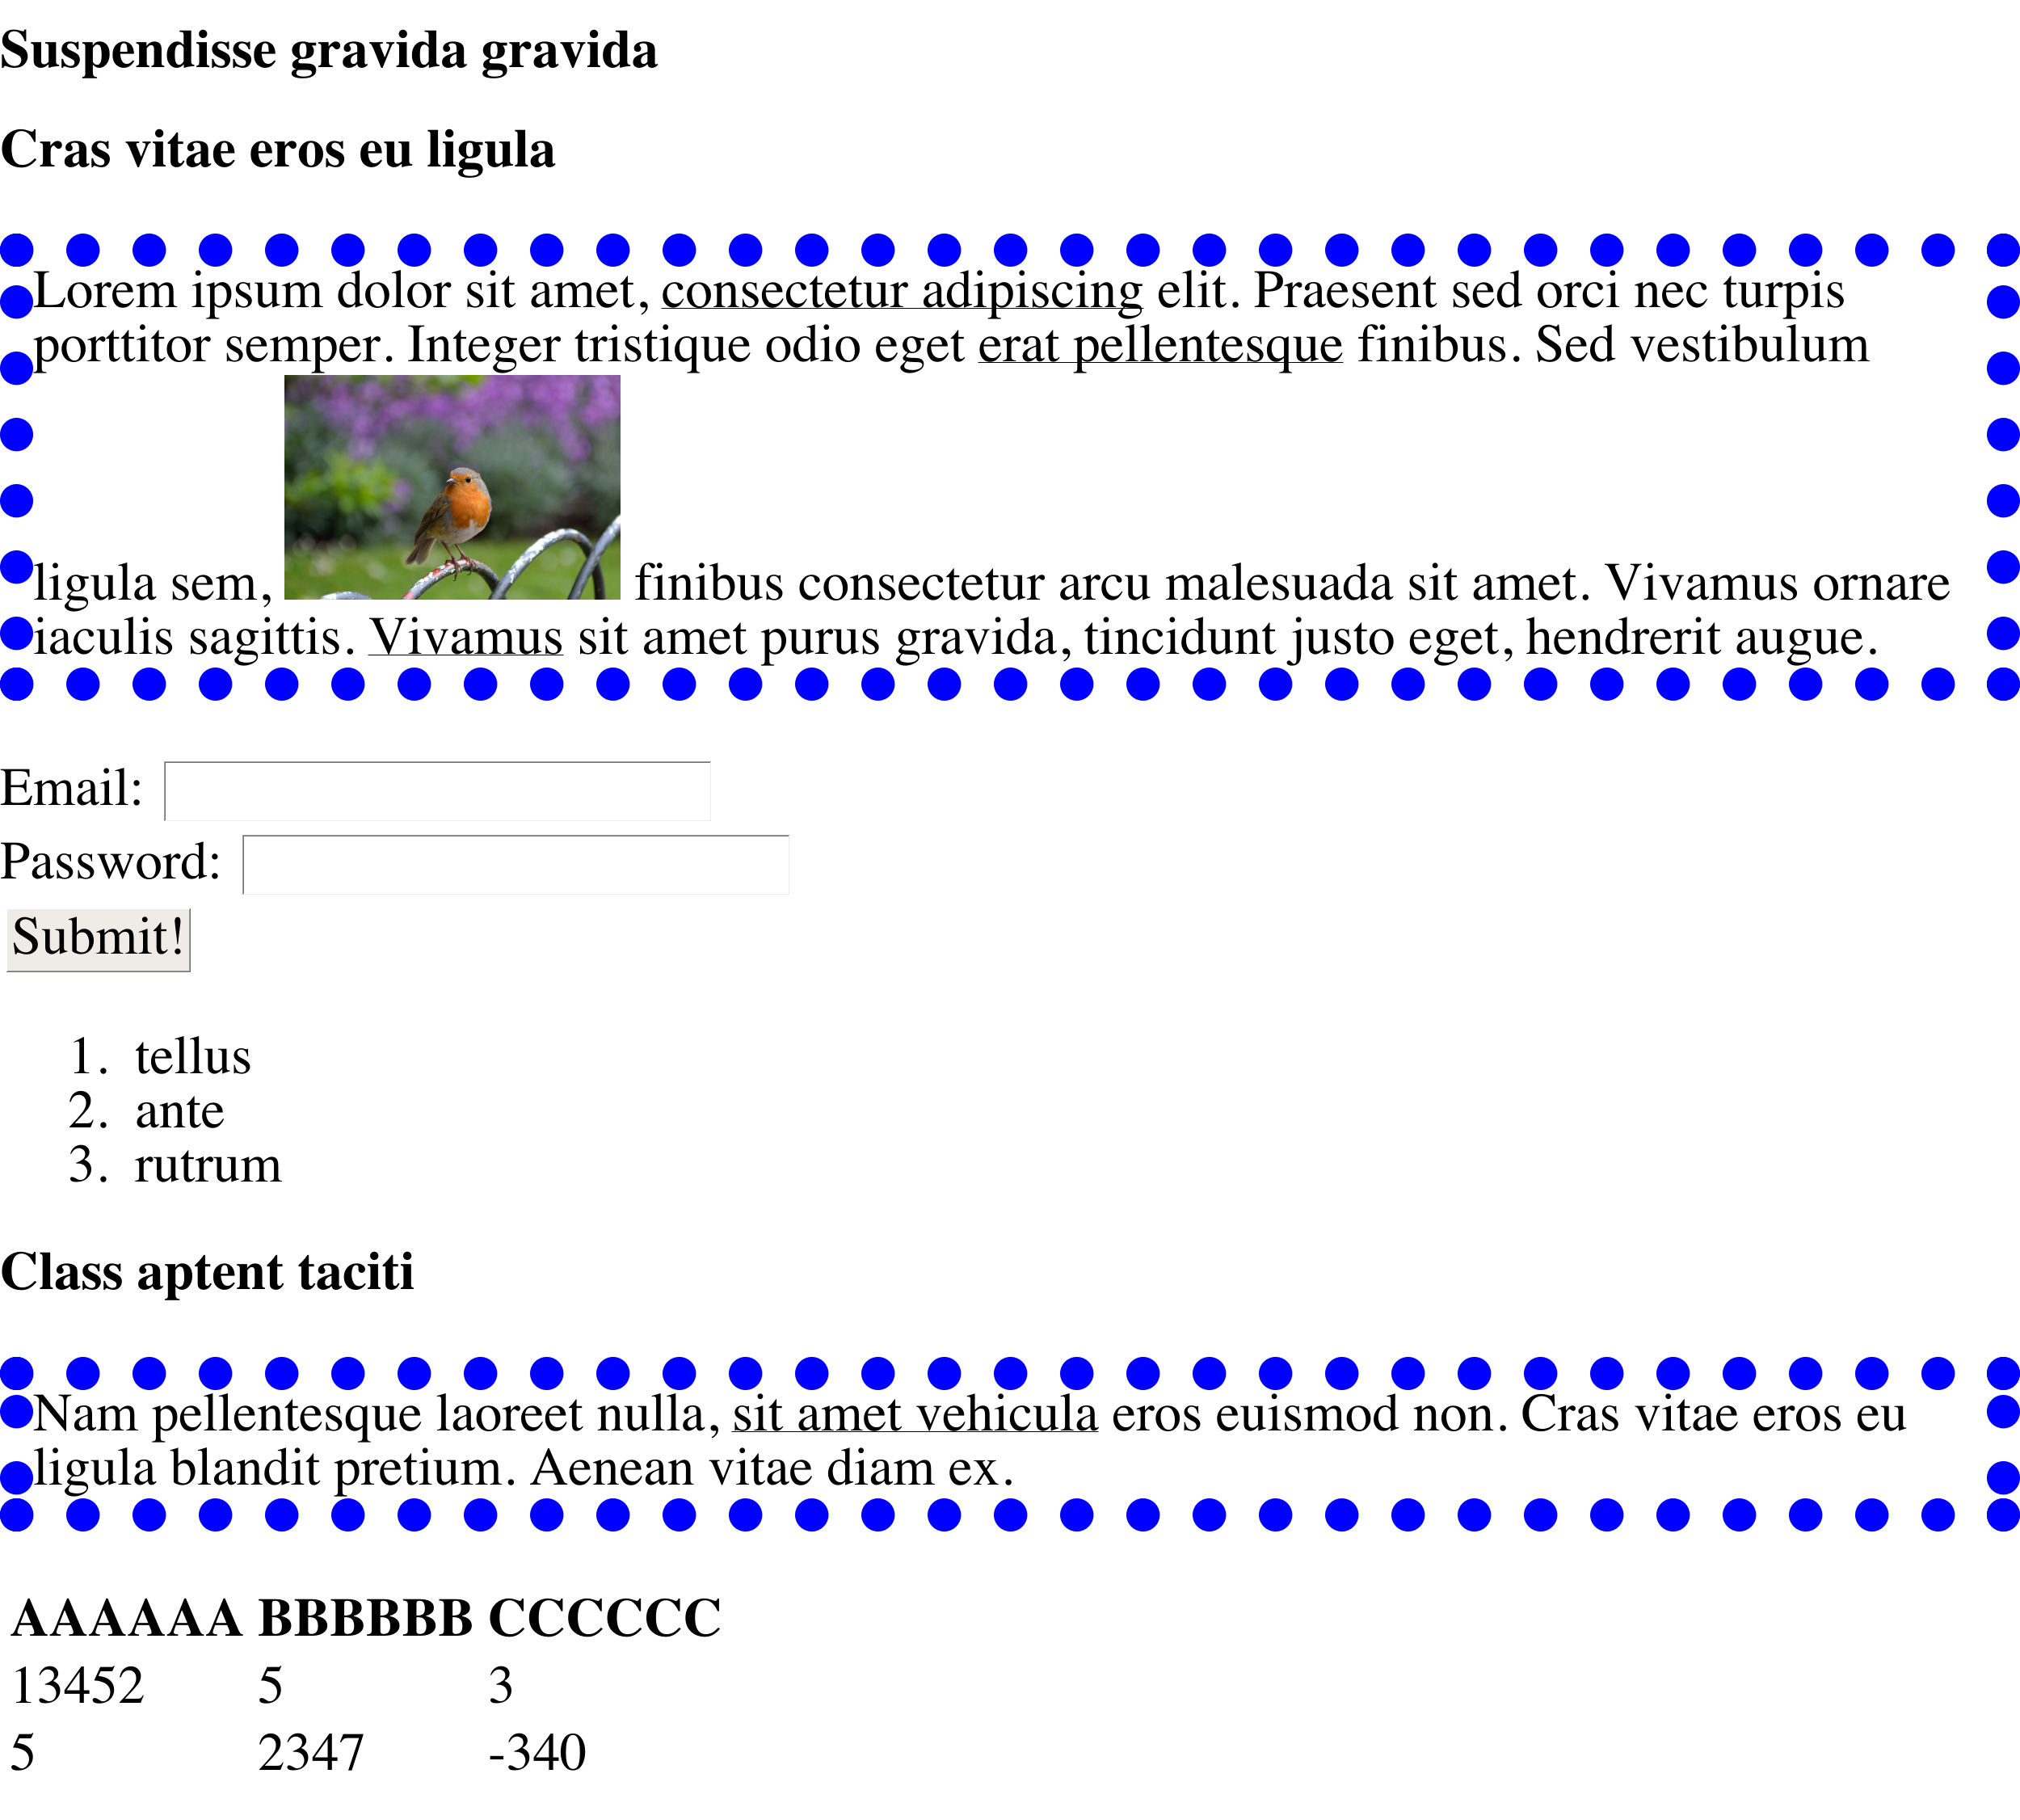 Suspendisse gravida gravida
Cras vitae eros eu ligula
Lorem ipsum dolor sit amet, consectetur adipiscing elit. Praesent sed orci nec turpis
porttitor semper. Integer tristique odio eget erat pellentesque finibus. Sed vestibulum
ligula sem, finibus consectetur arcu malesuada sit amet. Vivamus ornare
iaculis sagittis. Vivamus sit amet purus gravida, tincidunt justo eget, hendrerit augue.
Email:
Password:
Submit!
1. tellus
2. ante
3. rutrum
Class aptent taciti
Nam pellentesque laoreet nulla, sit amet vehicula eros euismod non. Cras vitae eros eu
ligula blandit pretium. Aenean vitae diam ex.
AAAAAA BBBBBB CCCCCC
13452 5 3
5 2347 -340